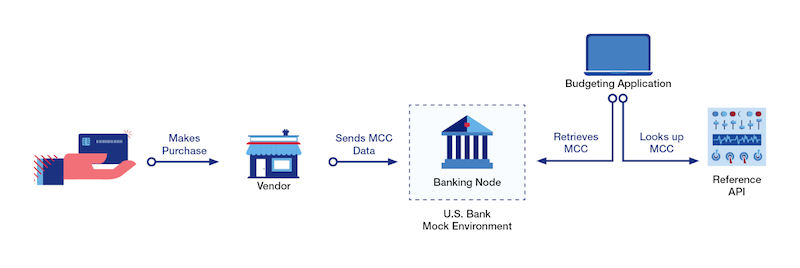 Makes
Purchase
Vendor
Sends MCC
Data
Banking Node
U.S. Bank
Mock Environment
Budgeting Application
Retrieves
MCC
Looks up
MCC
Reference
API